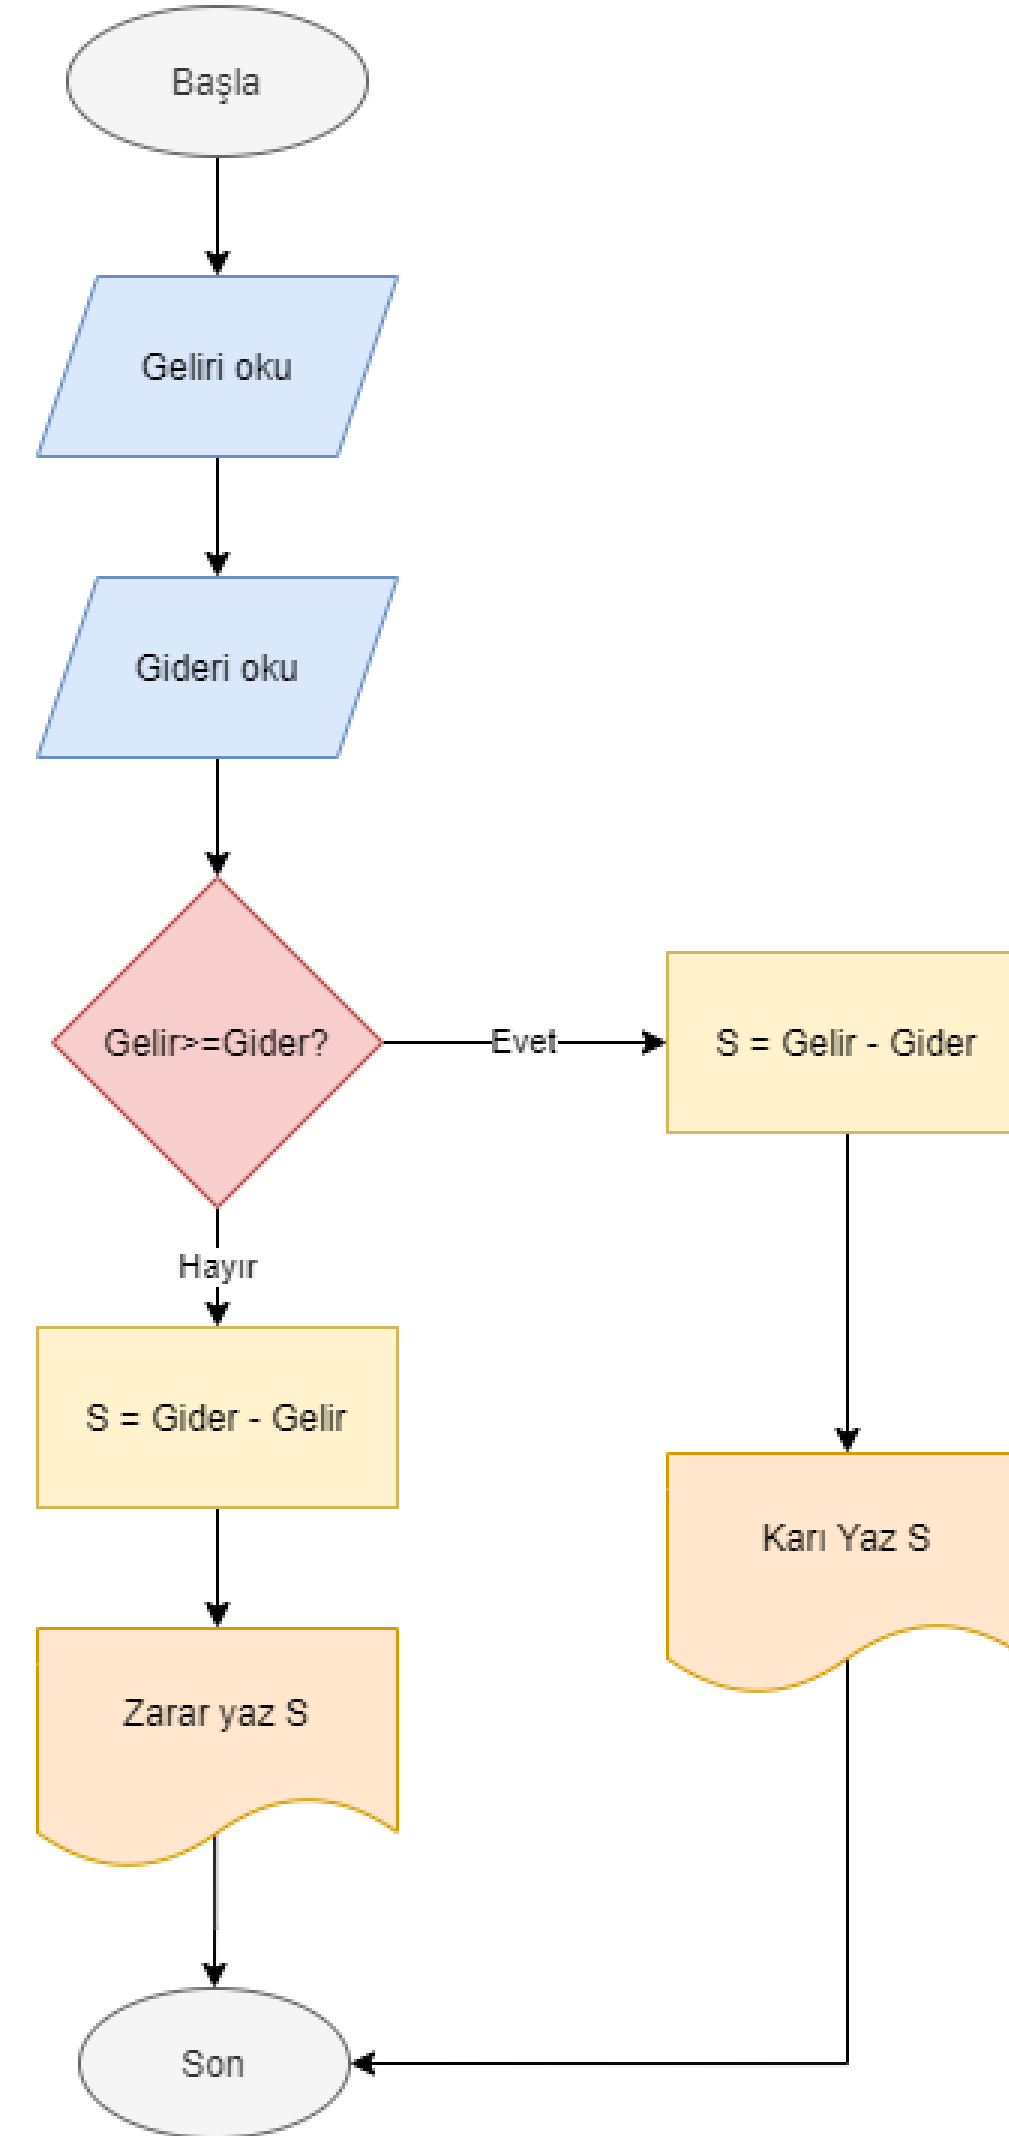 Başla
Geliri oku
Gideri oku
Gelir>=Gider?
Evet
S = Gelir - Gider
Hayır
S = Gider - Gelir
Karı Yaz S
Zarar yaz S
Son